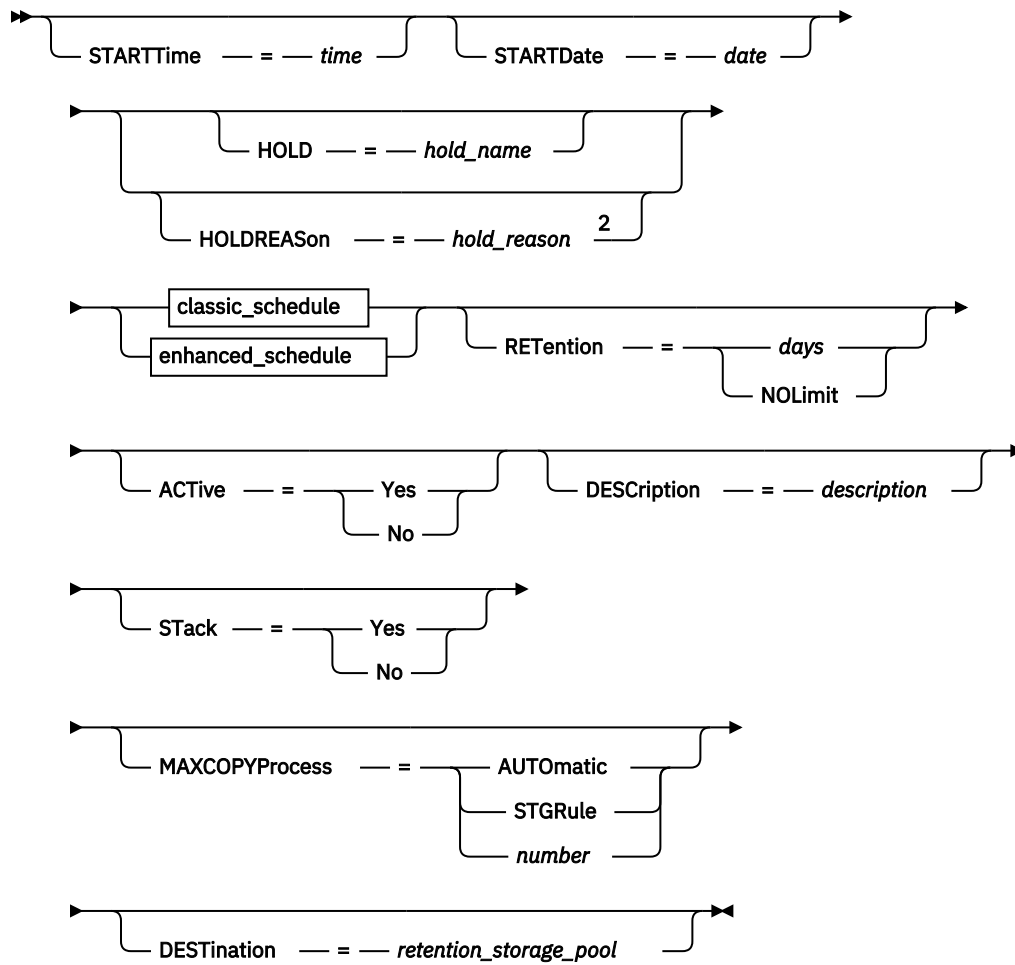 STARTTime = time STARTDate = date
HOLD = hold_name
HOLDREASon = hold_reason 2
classic_schedule
enhanced_schedule
RETention = days
NOLimit
ACTive = Yes
No
DESCription = description
STack = Yes
No
MAXCOPYProcess = AUTOmatic
STGRule
number
DESTination = retention_storage_pool